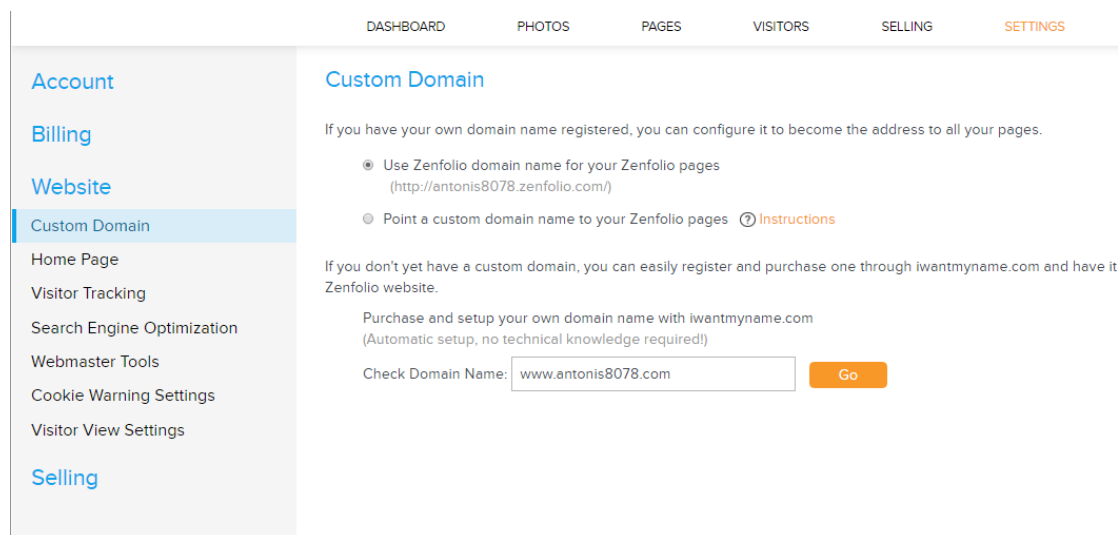 DASHBOARD PHOTOS PAGES VISITORS SELLING SETTINGS
Account
Billing
Website
Custom Domain
Home Page
Visitor Tracking
Search Engine Optimization
Webmaster Tools
Cookie Warning Settings
Visitor View Settings
Selling
Custom Domain
If you have your own domain name registered, you can configure it to become the address to all your pages.
Use Zenfolio domain name for your Zenfolio pages
(http://antonis8078.zenfolio.com/)
Point a custom domain name to your Zenfolio pages ? Instructions
If you don't yet have a custom domain, you can easily register and purchase one through iwantmyname.com and have it
Zenfolio website.
Purchase and setup your own domain name with iwantmyname.com
(Automatic setup, no technical knowledge required!)
Check Domain Name: www.antonis8078.com Go